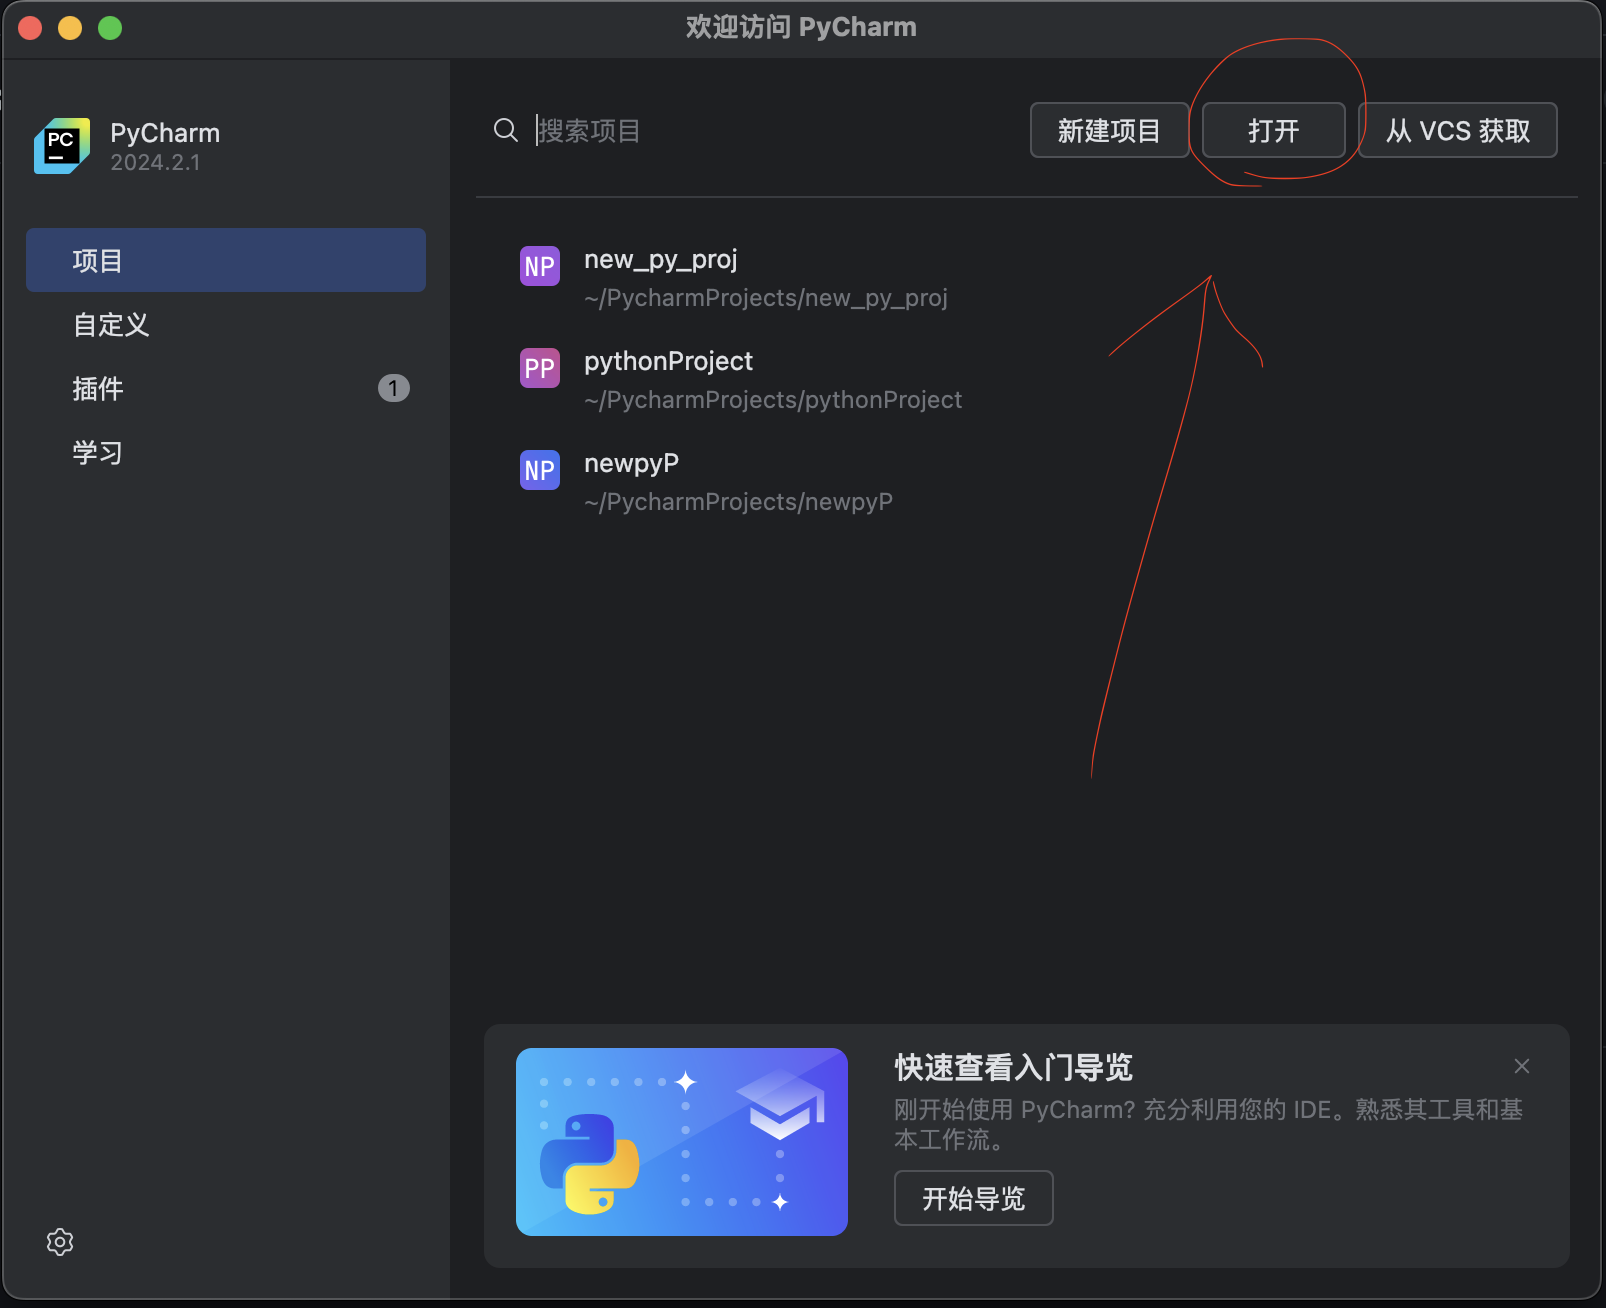 欢迎访问 PyCharm
PC
PyCharm
2024.2.1
项目
自定义
插件
1
学习
搜索项目
新建项目
打开
从 VCS 获取
NP
new_py_proj
~/PycharmProjects/new_py_proj
PP
pythonProject
~/PycharmProjects/pythonProject
NP
newpyP
~/PycharmProjects/newpyP
快速查看入门导览
刚开始使用 PyCharm? 充分利用您的 IDE。熟悉其工具和基
本工作流。
开始导览